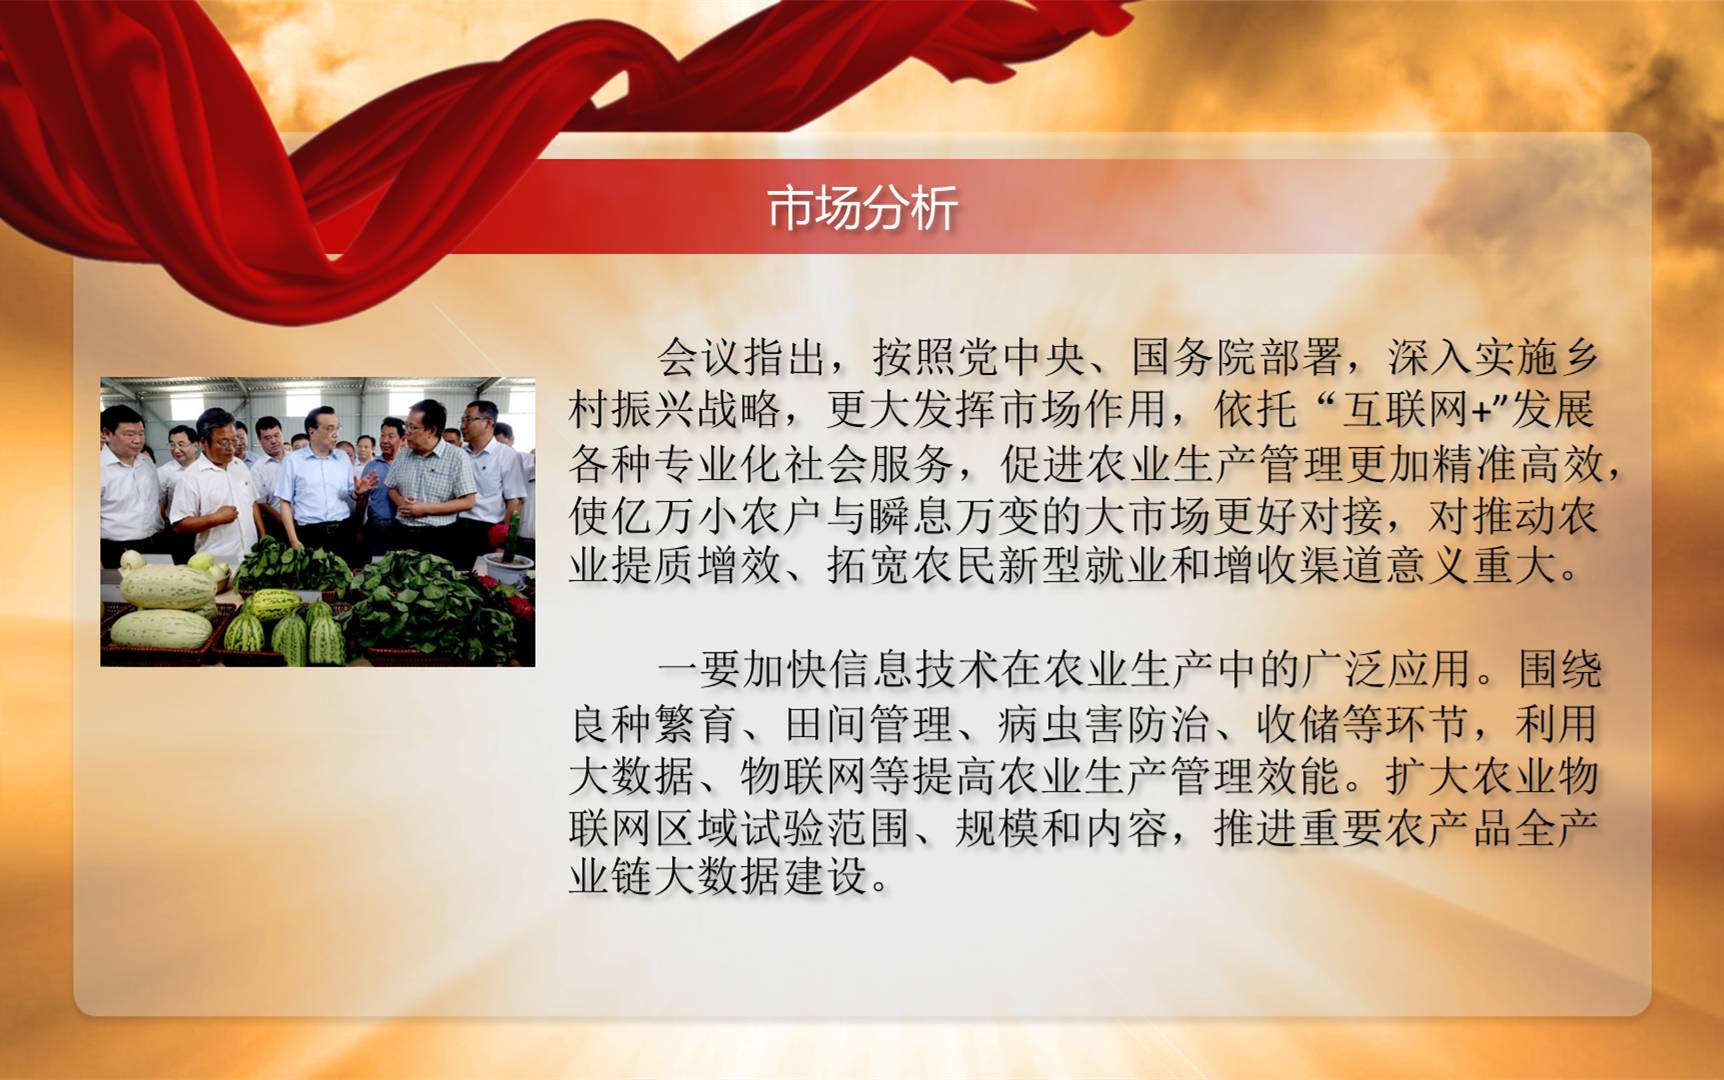 市场分析
会议指出，按照党中央、国务院部署，深入实施乡
村振兴战略，更大发挥市场作用，依托“互联网+”发展
各种专业化社会服务，促进农业生产管理更加精准高效，
使亿万小农户与瞬息万变的大市场更好对接，对推动农
业提质增效、拓宽农民新型就业和增收渠道意义重大。
一要加快信息技术在农业生产中的广泛应用。围绕
良种繁育、田间管理、病虫害防治、收储等环节，利用
大数据、物联网等提高农业生产管理效能。扩大农业物
联网区域试验范围、规模和内容，推进重要农产品全产
业链大数据建设。